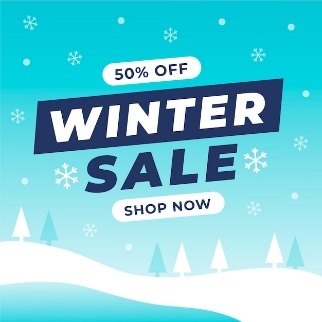 50% OFF
WINTER
SALE
SHOP NOW